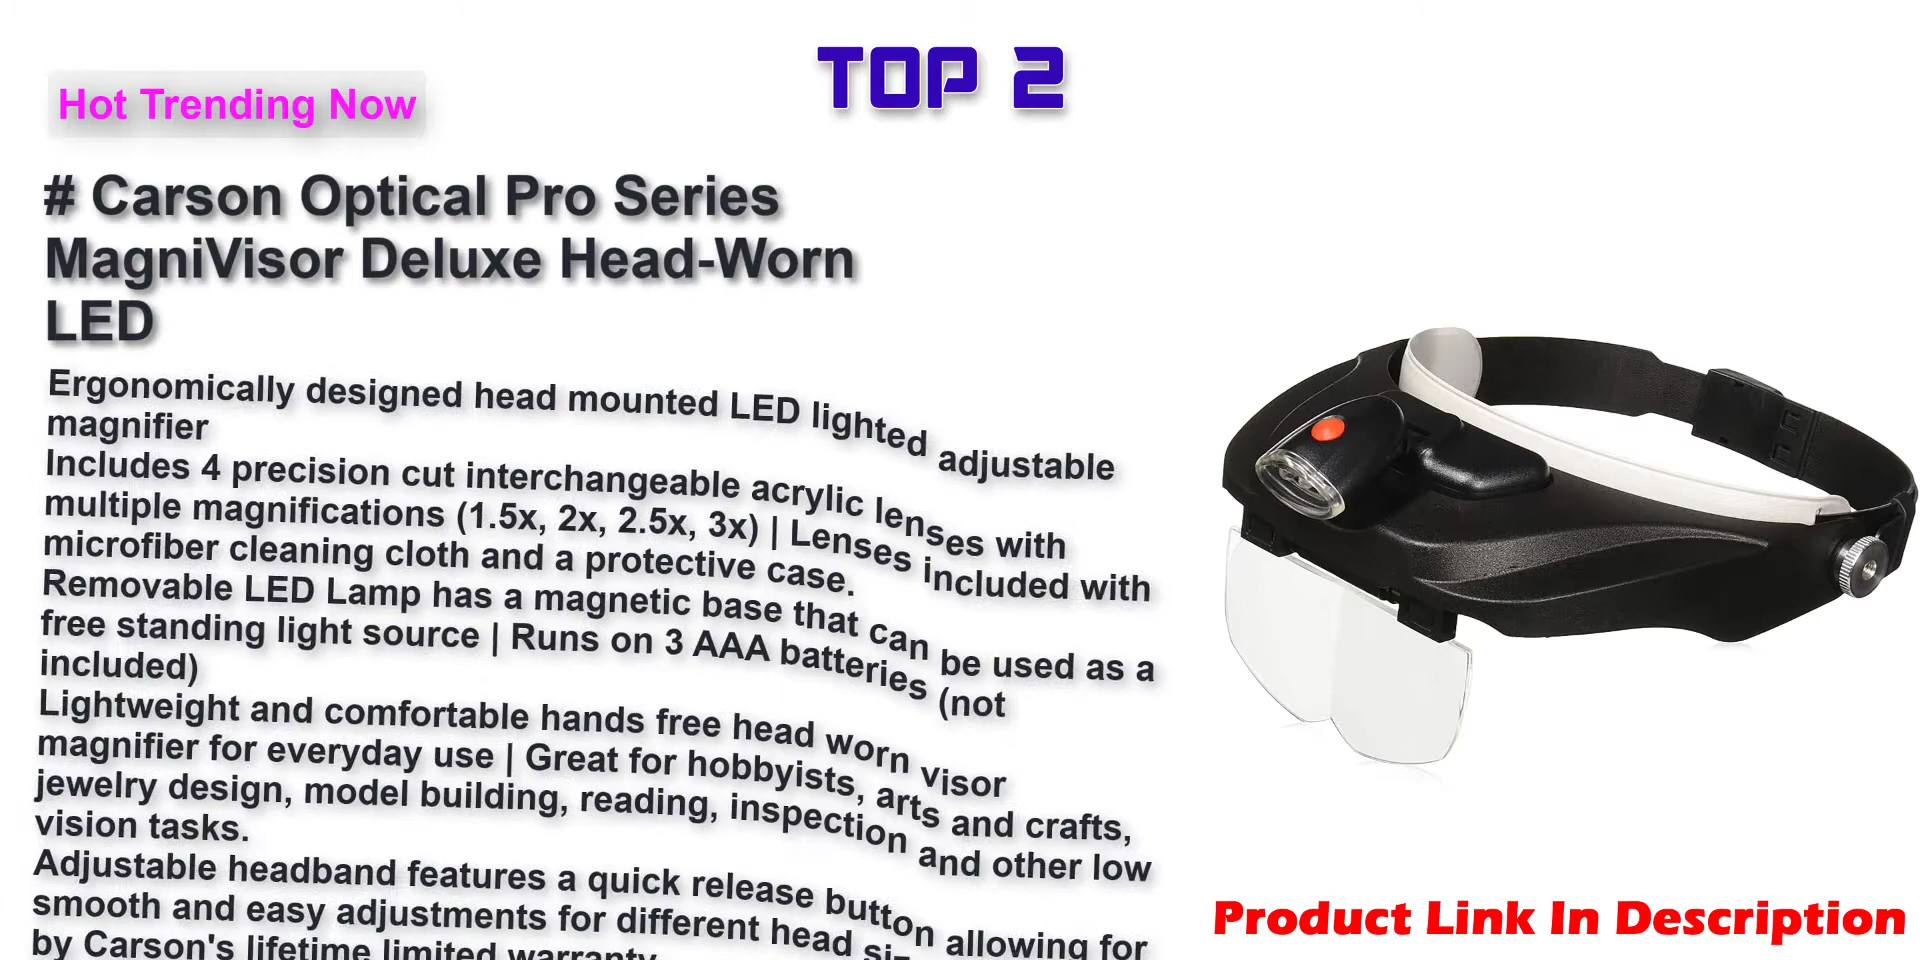 TOP 2
Hot Trending Now
# Carson Optical Pro Series
MagniVisor Deluxe Head-Worn
LED
Ergonomically designed head mounted LED lighted adjustable
magnifier
Includes 4 precision cut interchangeable acrylic lenses with
multiple magnifications (1.5x, 2x, 2.5x, 3x) | Lenses included with
microfiber cleaning cloth and a protective case.
Removable LED Lamp has a magnetic base that can be used as a
free standing light source | Runs on 3 AAA batteries (not
included)
Lightweight and comfortable hands free head worn visor
magnifier for everyday use | Great for hobbyists, arts and crafts,
jewelry design, model building, reading, inspection and other low
vision tasks.
Adjustable headband features a quick release button allowing for
smooth and easy adjustments for different head
by Carson's lifetime limited warranty
Product Link In Description